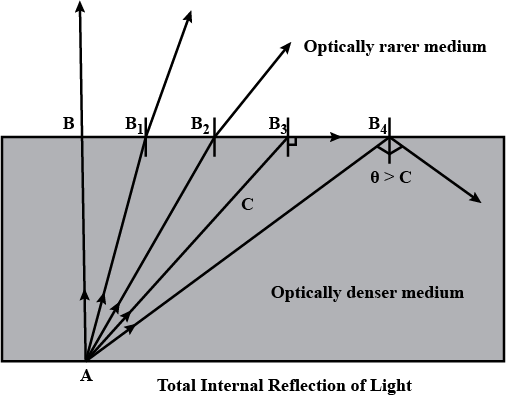 Optically rarer medium
B
B1
B2
B3
B4
θ > C
C
Optically denser medium
A
Total Internal Reflection of Light